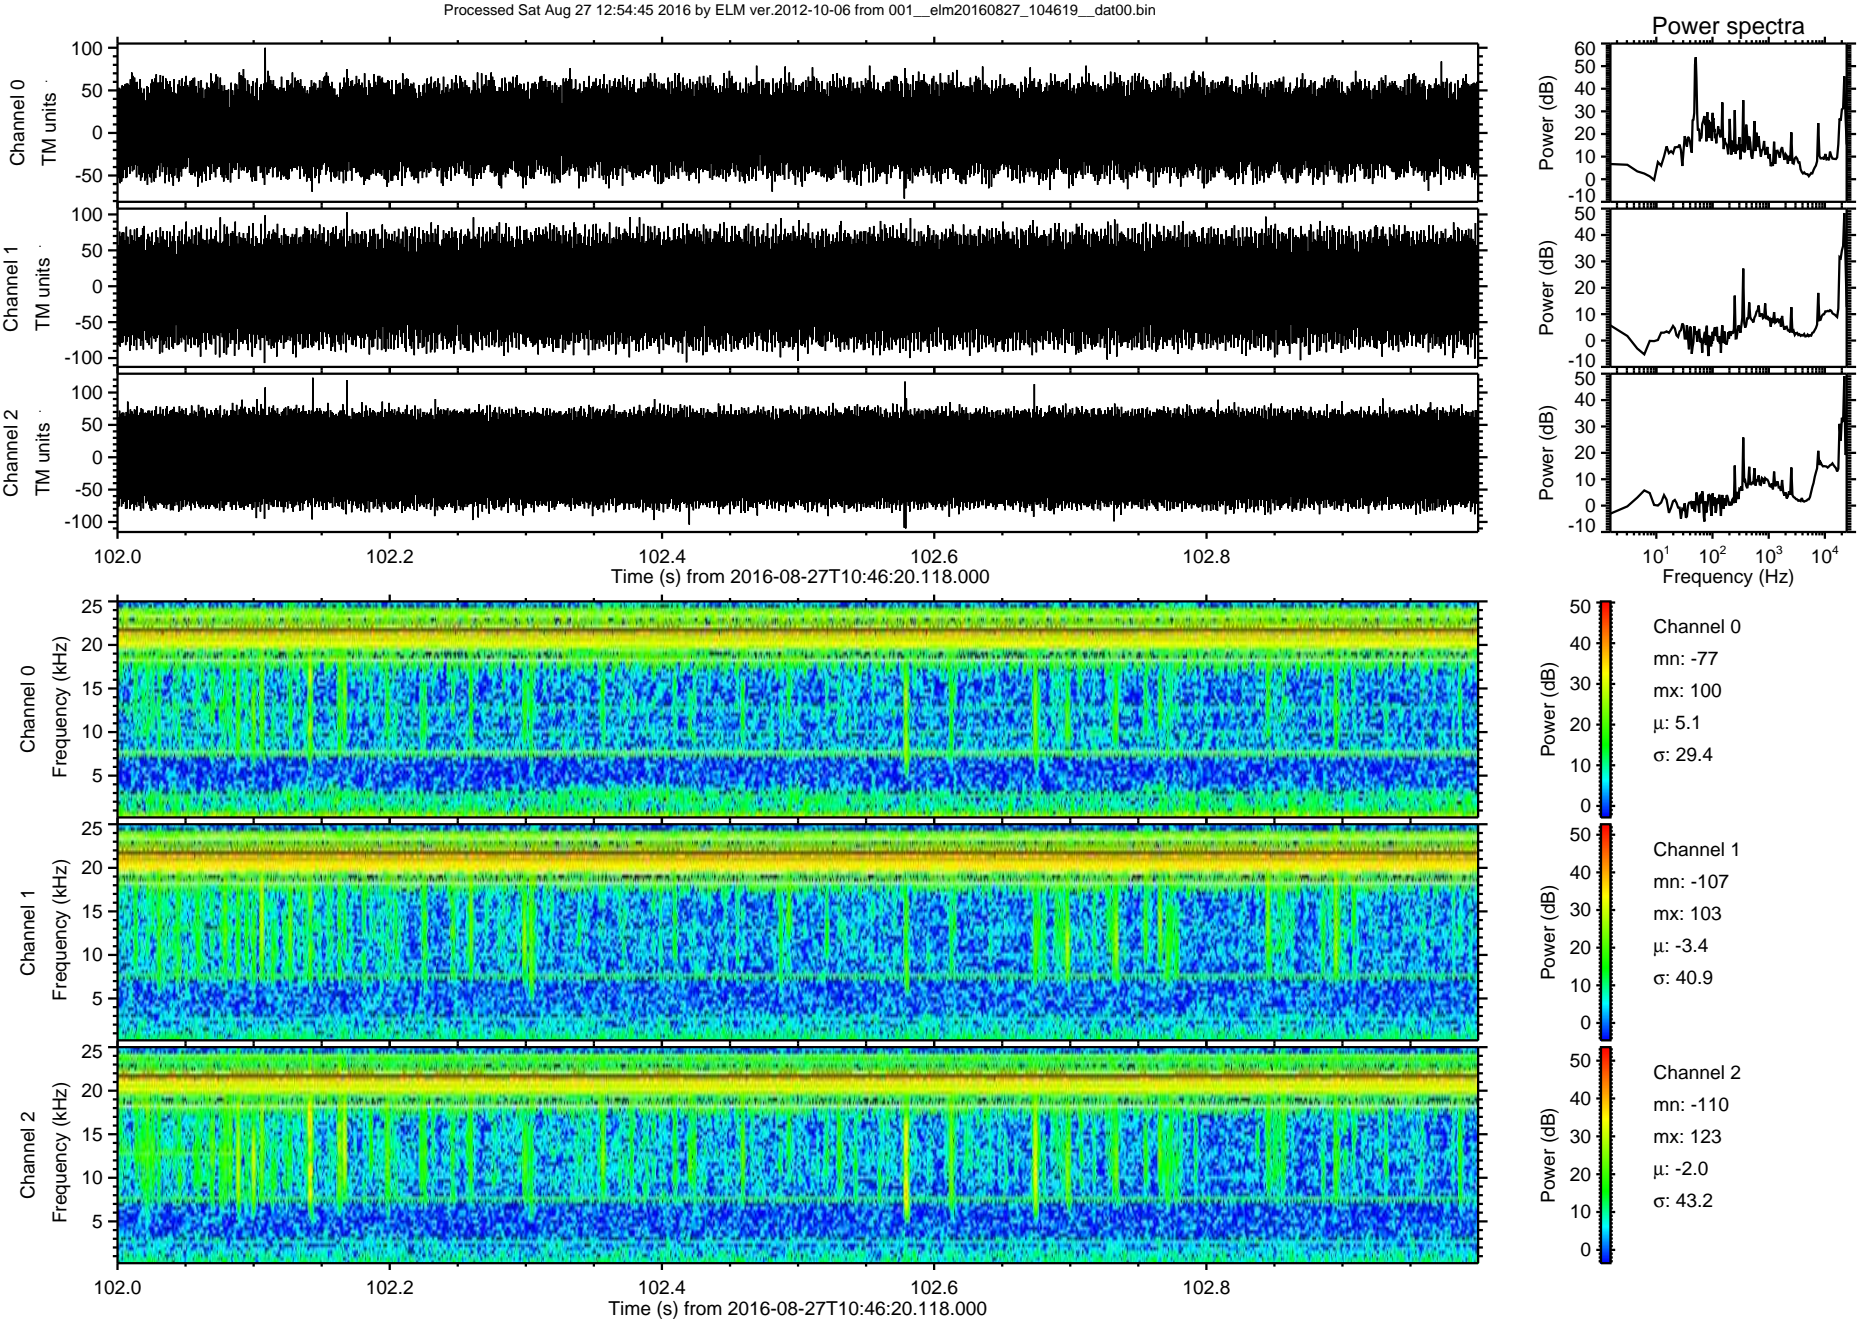 Processed Sat Aug 27 12:54:45 2016 by ELM ver.2012-10-06 from 001__elm20160827_104619__dat00.bin
Power spectra
Channel 0
TM units
100
50
0
-50
Power (dB)
60
50
40
30
20
10
0
-10
Channel 1
TM units
100
50
0
-50
-100
Power (dB)
50
40
30
20
10
0
-10
Channel 2
TM units
100
50
0
-50
-100
Power (dB)
50
40
30
20
10
0
-10
102.0 102.2 102.4 102.6 102.8
Time (s) from 2016-08-27T10:46:20.118.000
10¹ 10² 10³ 10⁴
Frequency (Hz)
Channel 0
Frequency (kHz)
25
20
15
10
5
Power (dB)
50
40
30
20
10
0
Channel 0
mn: -77
mx: 100
μ: 5.1
σ: 29.4
Channel 1
Frequency (kHz)
25
20
15
10
5
Power (dB)
50
40
30
20
10
0
Channel 1
mn: -107
mx: 103
μ: -3.4
σ: 40.9
Channel 2
Frequency (kHz)
25
20
15
10
5
Power (dB)
50
40
30
20
10
0
Channel 2
mn: -110
mx: 123
μ: -2.0
σ: 43.2
102.0 102.2 102.4 102.6 102.8
Time (s) from 2016-08-27T10:46:20.118.000